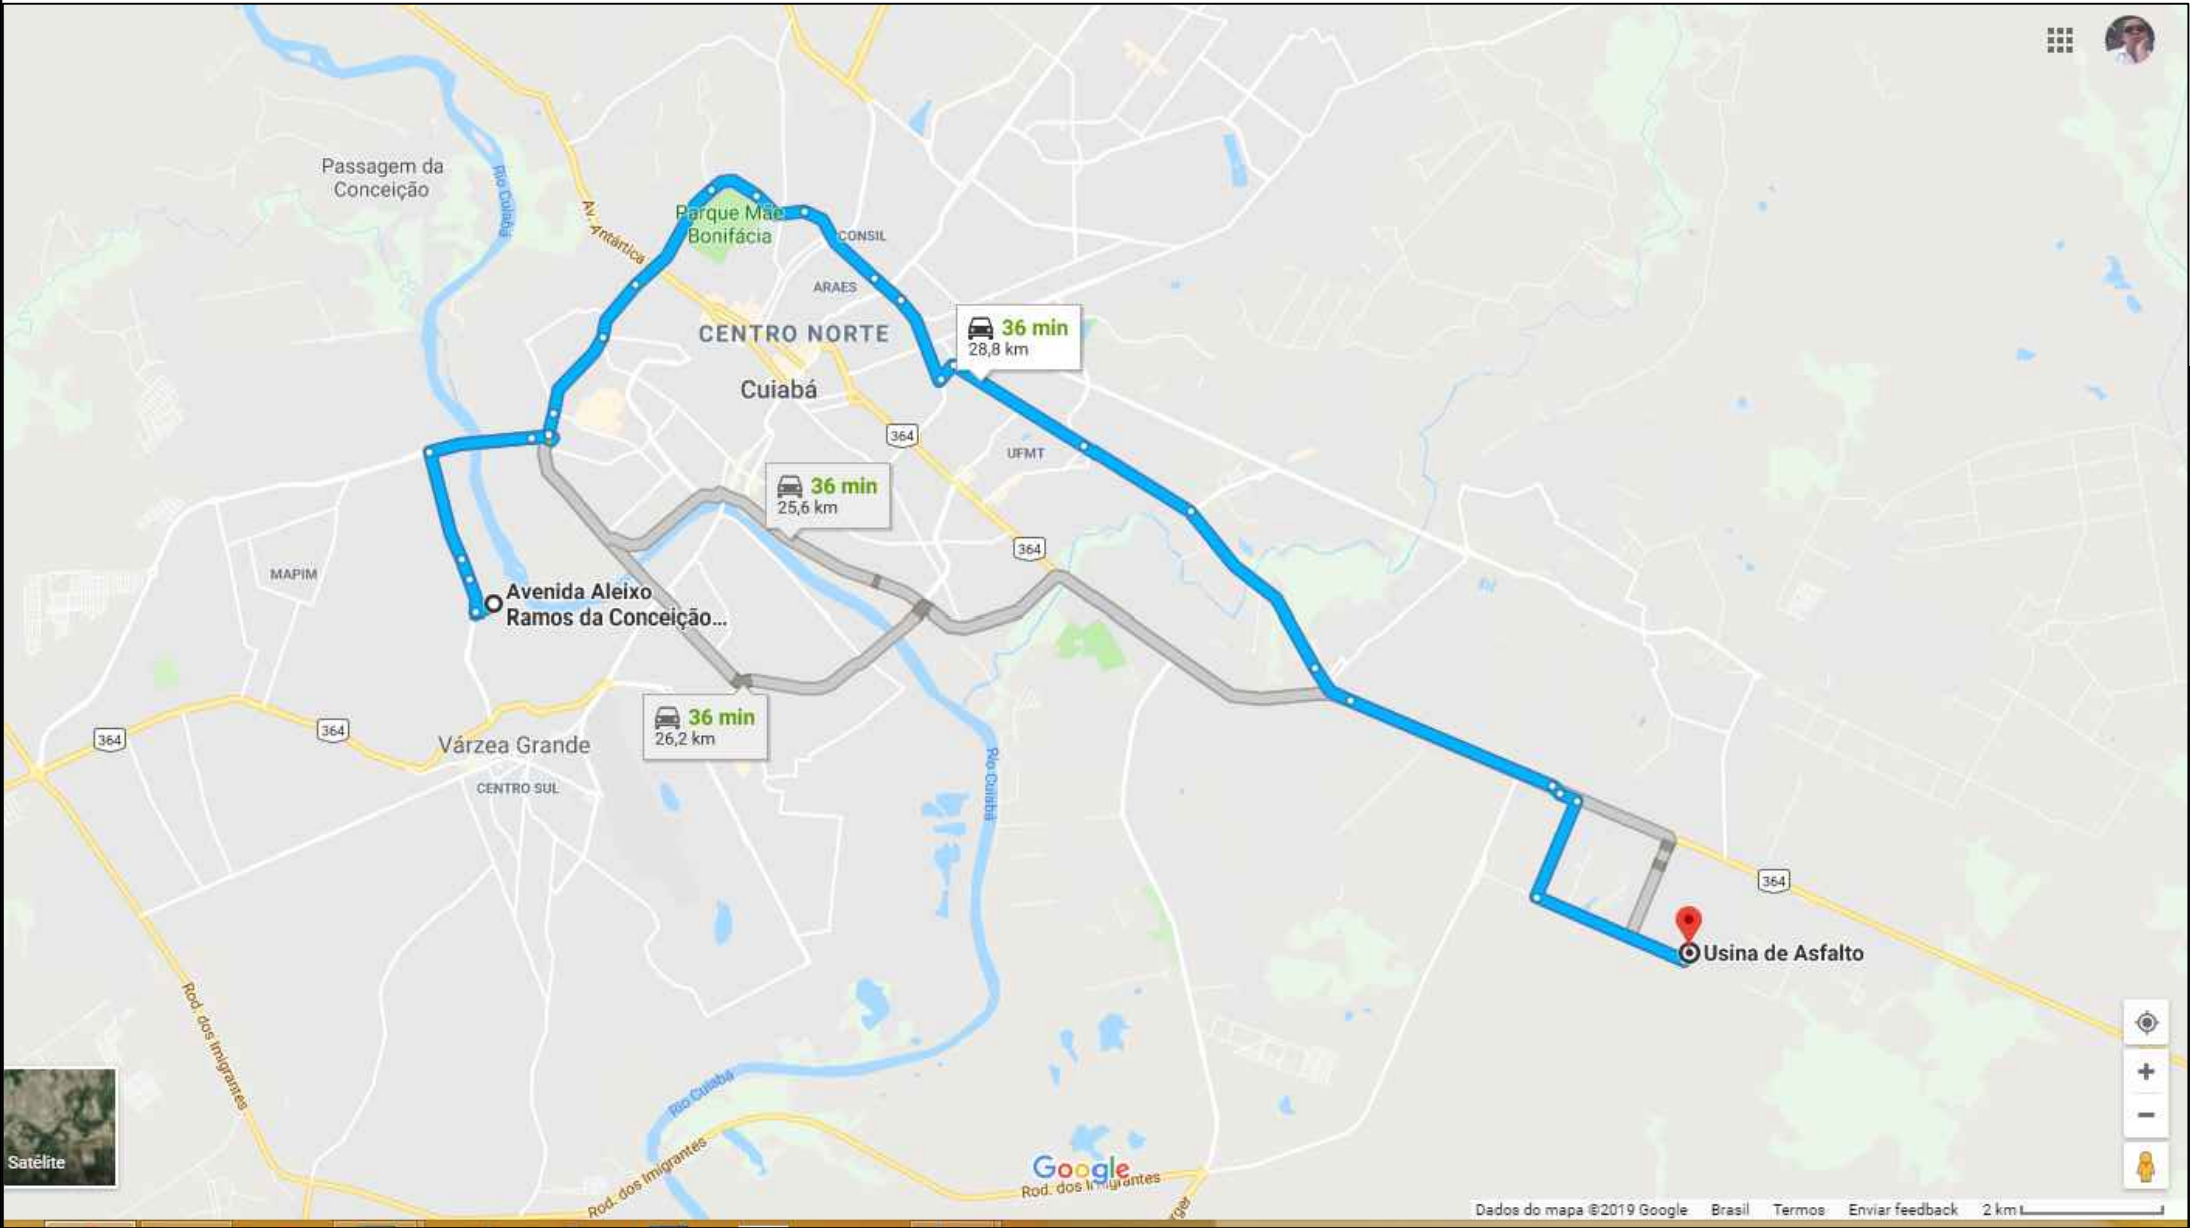 Passagem da
Conceição
Rio Cuiabá
Av. Antártica
Parque Mãe
Bonifácia
CONSIL
ARAES
CENTRO NORTE
36 min
28,8 km
Cuiabá
364
UFMT
36 min
25,6 km
364
MAPIM
Avenida Aleixo
Ramos da Conceição...
36 min
26,2 km
364
364
Várzea Grande
CENTRO SUL
Rio Cuiabá
364
Usina de Asfalto
Rod. dos Imigrantes
Rio Cuiabá
Rod. dos Imigrantes
Satélite
Google
Rod. dos Imigrantes
Dados do mapa ©2019 Google Brasil Termos Enviar feedback 2 km